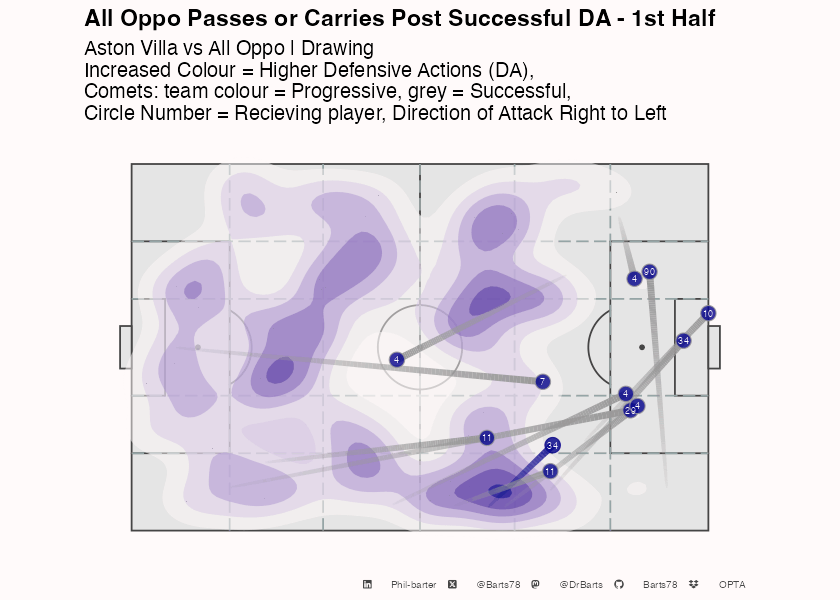 All Oppo Passes or Carries Post Successful DA - 1st Half
Aston Villa vs All Oppo I Drawing
Increased Colour = Higher Defensive Actions (DA),
Comets: team colour = Progressive, grey = Successful,
Circle Number = Recieving player, Direction of Attack Right to Left
4 90
10
34
4
7
4
29 4
11
34
11
Phil-barter @Barts78 @DrBarts Barts78 OPTA